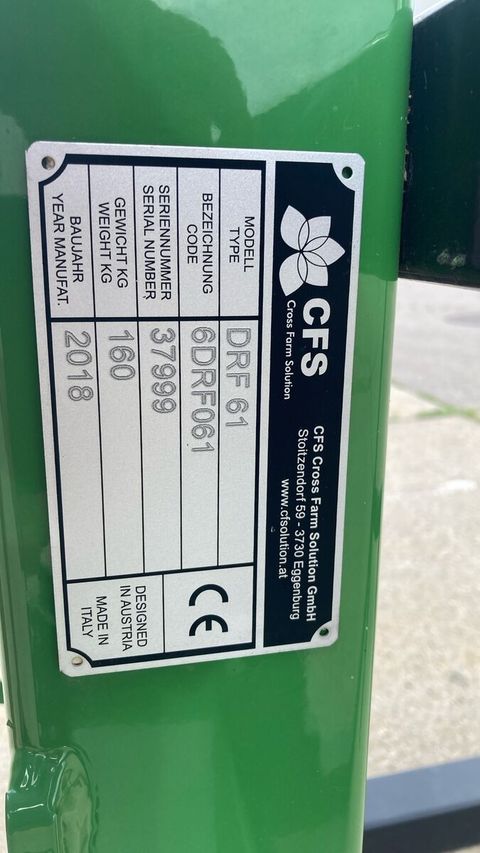 CFS
Cross Farm Solution
CFS Cross Farm Solution GmbH
Stoitzendorf 59 - 3730 Eggenburg
www.cfsolution.at
MODELL
TYPE
DRF 61
BEZEICHNUNG
CODE
6DRF061
SERIENNUMMER
SERIAL NUMBER
37999
GEWICHT KG
WEIGHT KG
160
BAUJAHR
YEAR MANUFAT.
2018
CE
DESIGNED
IN AUSTRIA
MADE IN
ITALY